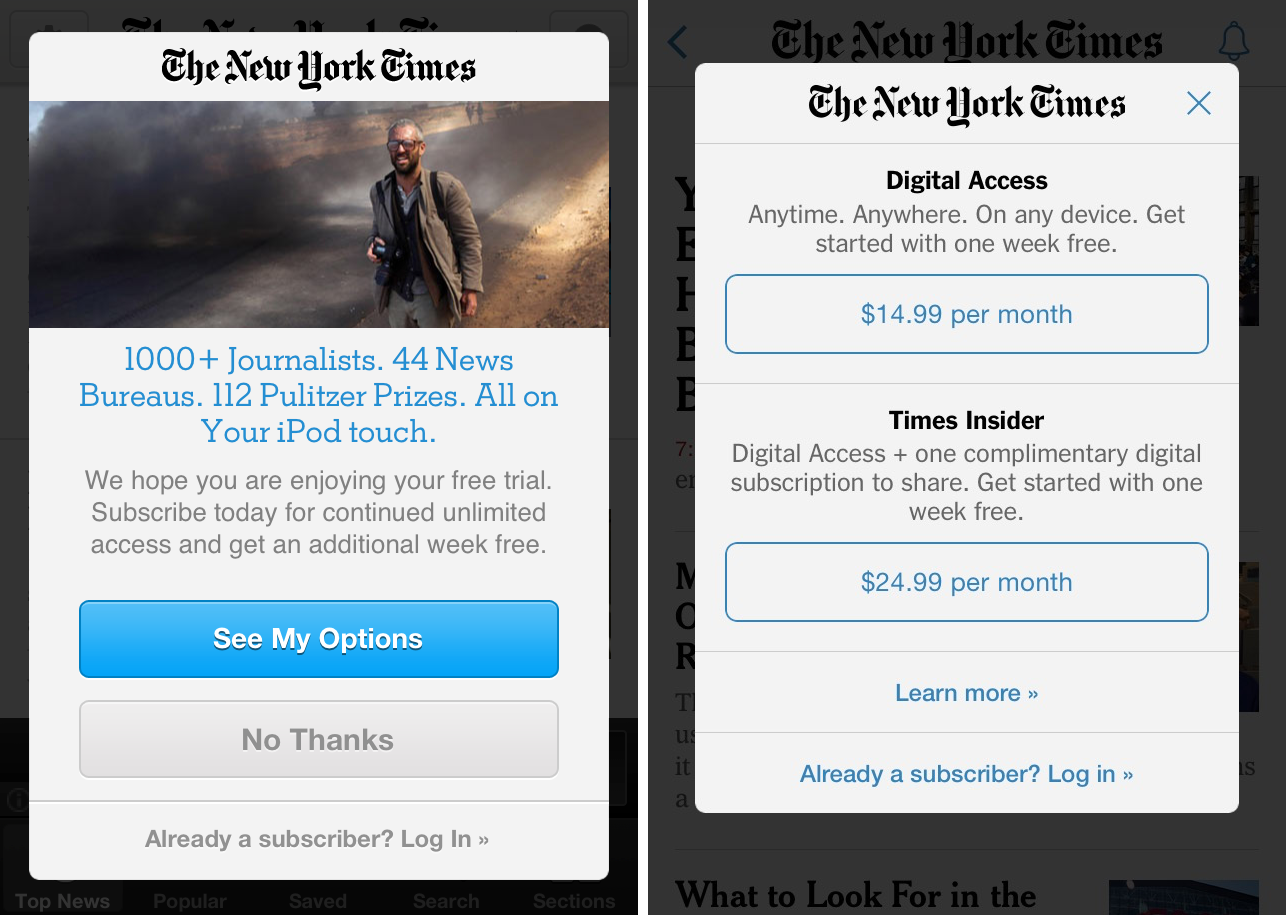 The New York Times
The New York Times
1000+ Journalists. 44 News
Bureaus. 112 Pulitzer Prizes. All on
Your iPod touch.
We hope you are enjoying your free trial.
Subscribe today for continued unlimited
access and get an additional week free.
See My Options
No Thanks
Already a subscriber? Log In »
Top News
Popular
Saved
Search
Sections
The New York Times
The New York Times
Digital Access
Anytime. Anywhere. On any device. Get
started with one week free.
$14.99 per month
Times Insider
Digital Access + one complimentary digital
subscription to share. Get started with one
week free.
$24.99 per month
Learn more »
Already a subscriber? Log in »
What to Look For in the